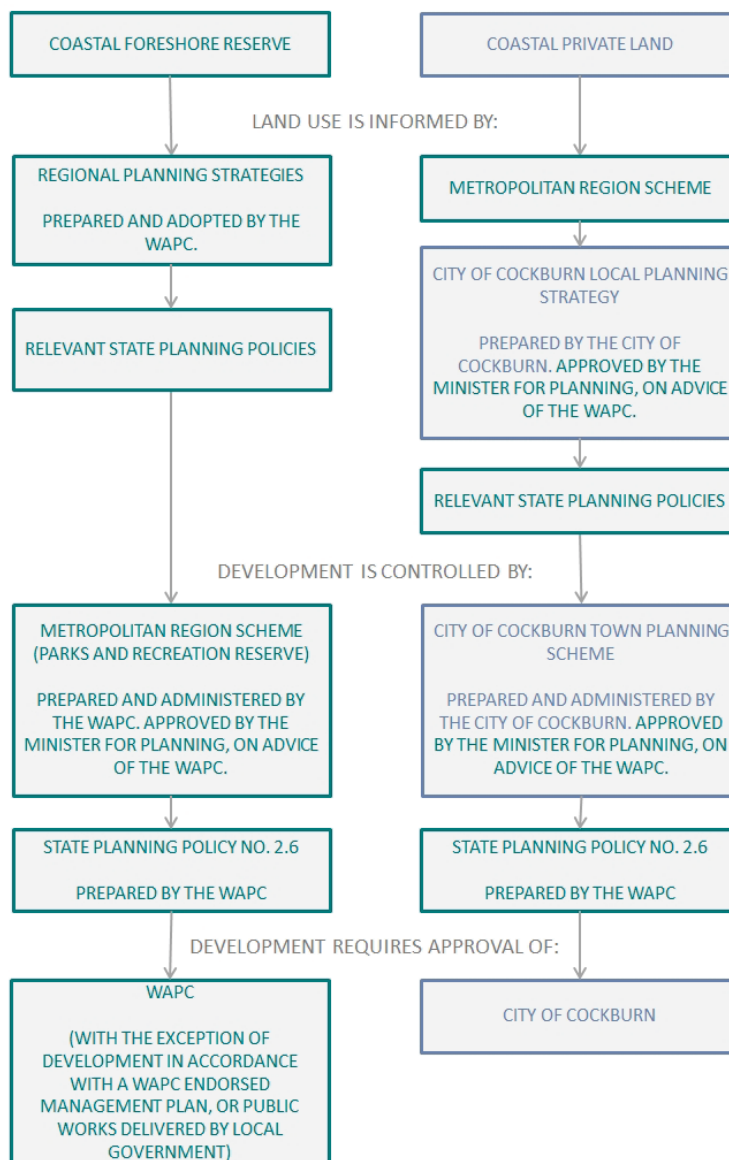 COASTAL FORESHORE RESERVE
COASTAL PRIVATE LAND
LAND USE IS INFORMED BY:
REGIONAL PLANNING STRATEGIES
PREPARED AND ADOPTED BY THE
WAPC.
RELEVANT STATE PLANNING POLICIES
METROPOLITAN REGION SCHEME
CITY OF COCKBURN LOCAL PLANNING
STRATEGY
PREPARED BY THE CITY OF
COCKBURN. APPROVED BY THE
MINISTER FOR PLANNING, ON ADVICE
OF THE WAPC.
RELEVANT STATE PLANNING POLICIES
DEVELOPMENT IS CONTROLLED BY:
METROPOLITAN REGION SCHEME
(PARKS AND RECREATION RESERVE)
PREPARED AND ADMINISTERED BY
THE WAPC. APPROVED BY THE
MINISTER FOR PLANNING, ON ADVICE
OF THE WAPC.
CITY OF COCKBURN TOWN PLANNING
SCHEME
PREPARED AND ADMINISTERED BY
THE CITY OF COCKBURN. APPROVED
BY THE MINISTER FOR PLANNING, ON
ADVICE OF THE WAPC.
STATE PLANNING POLICY NO. 2.6
PREPARED BY THE WAPC
STATE PLANNING POLICY NO. 2.6
PREPARED BY THE WAPC
DEVELOPMENT REQUIRES APPROVAL OF:
WAPC
(WITH THE EXCEPTION OF
DEVELOPMENT IN ACCORDANCE
WITH A WAPC ENDORSED
MANAGEMENT PLAN, OR PUBLIC
WORKS DELIVERED BY LOCAL
GOVERNMENT)
CITY OF COCKBURN